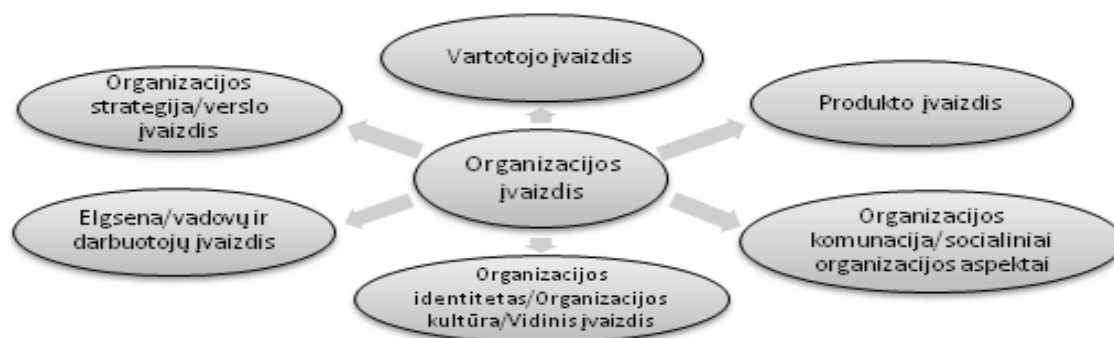 Vartotojo įvaizdis
Organizacijos
strategija/verslo
įvaizdis
Produkto įvaizdis
Organizacijos
įvaizdis
Elgsena/vadovų ir
darbuotojų įvaizdis
Organizacijos
komunacija/socialiniai
organizacijos aspektai
Organizacijos
identitetas/Organizacijos
kultūra/Vidinis įvaizdis